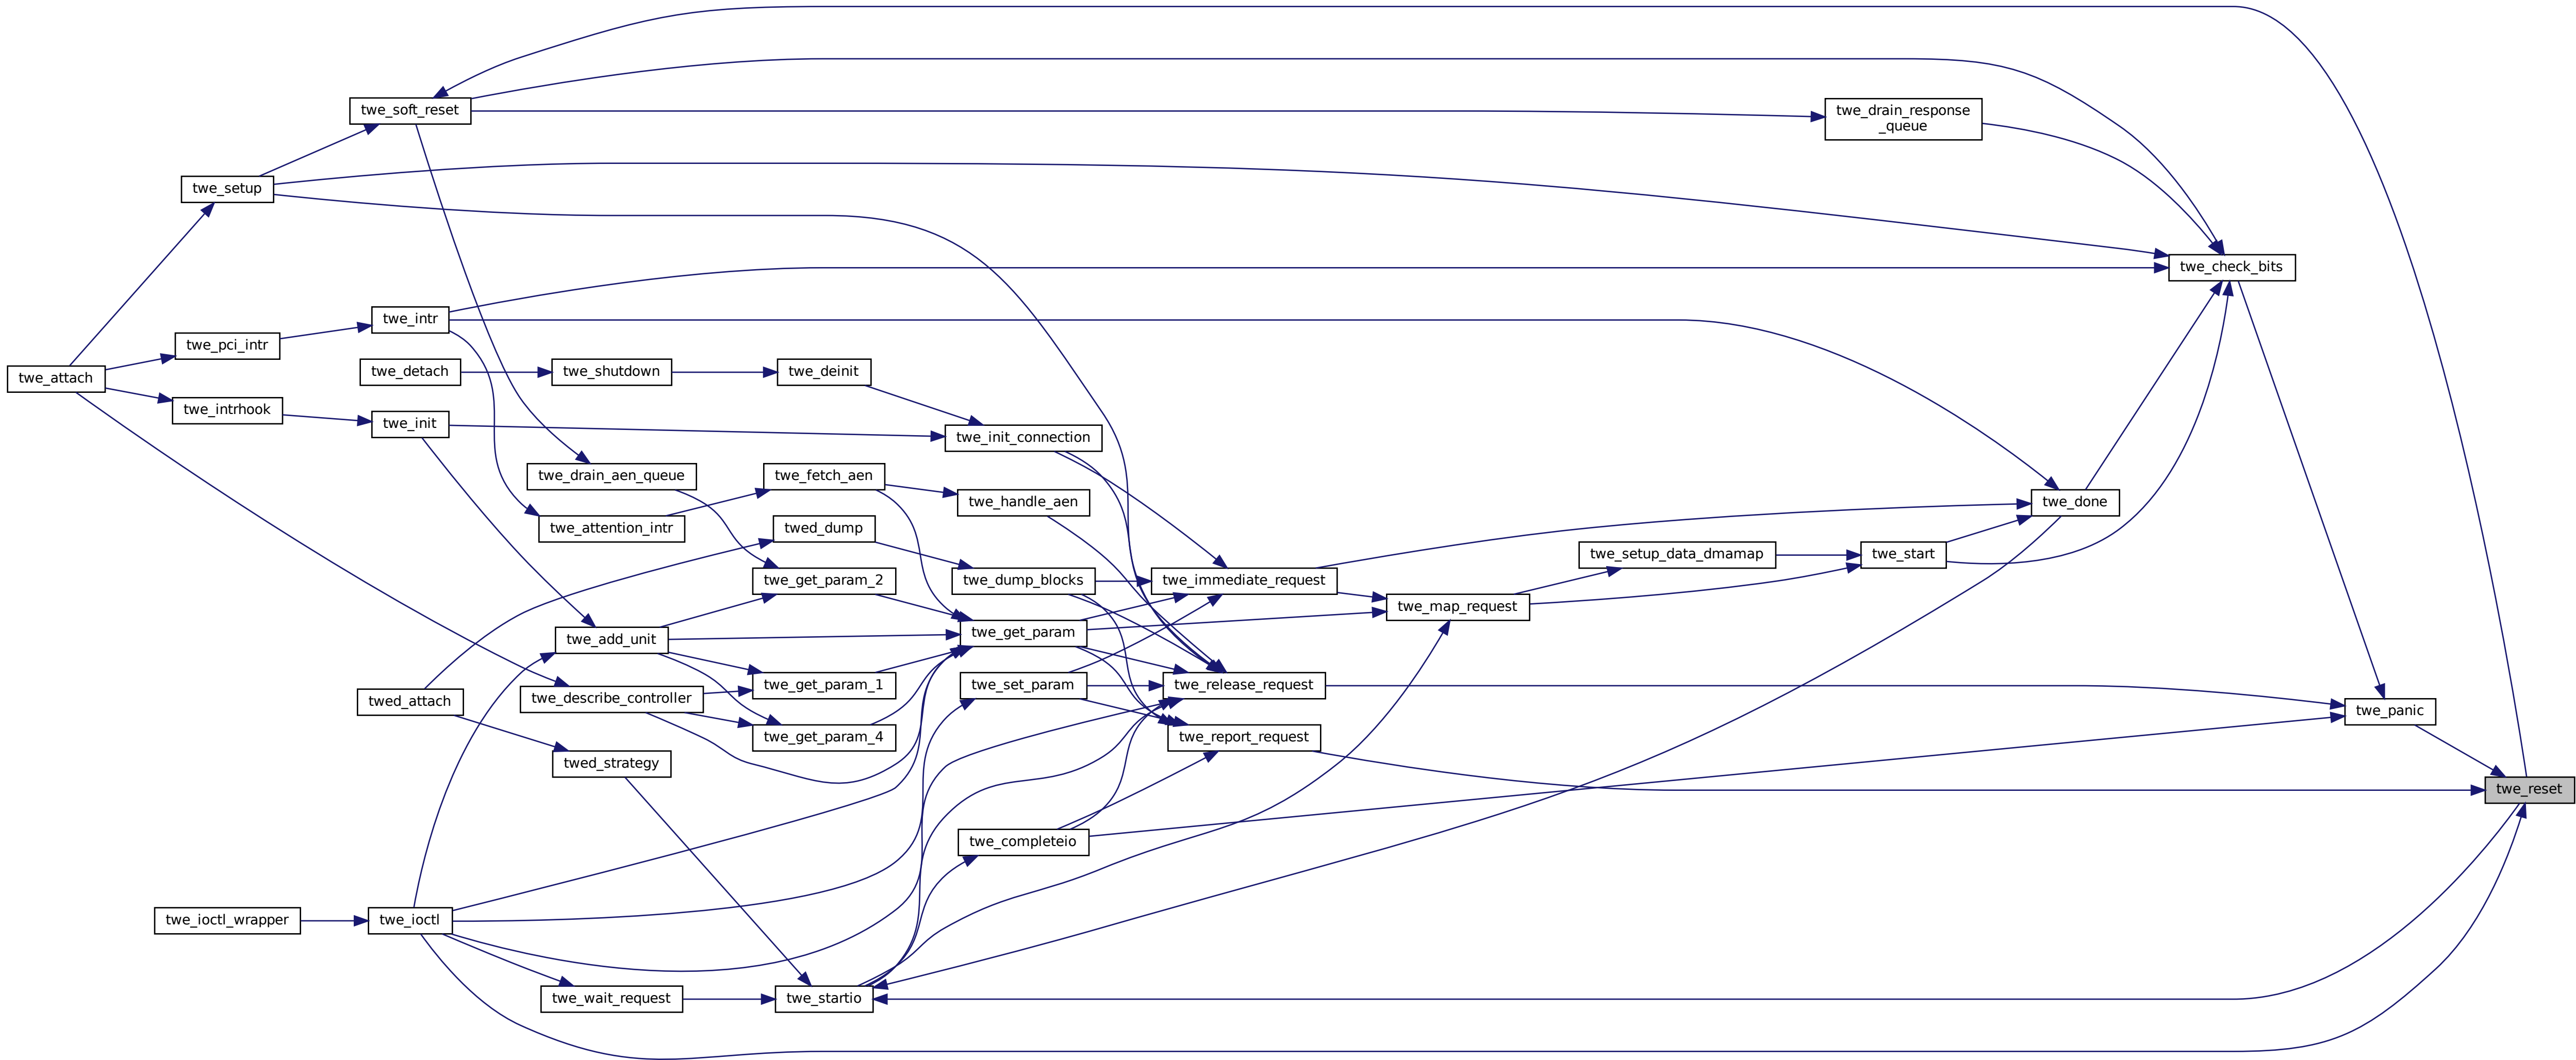 twe_soft_reset
twe_drain_response
_queue
twe_setup
twe_check_bits
twe_intr
twe_pci_intr
twe_attach
twe_detach
twe_shutdown
twe_deinit
twe_intrhook
twe_init
twe_init_connection
twe_drain_aen_queue
twe_fetch_aen
twe_handle_aen
twe_done
twe_attention_intr
twed_dump
twe_setup_data_dmamap
twe_start
twe_get_param_2
twe_dump_blocks
twe_immediate_request
twe_map_request
twe_add_unit
twe_get_param
twe_describe_controller
twe_get_param_1
twe_set_param
twe_release_request
twed_attach
twe_panic
twe_get_param_4
twe_report_request
twed_strategy
twe_reset
twe_completeio
twe_ioctl_wrapper
twe_ioctl
twe_wait_request
twe_startio